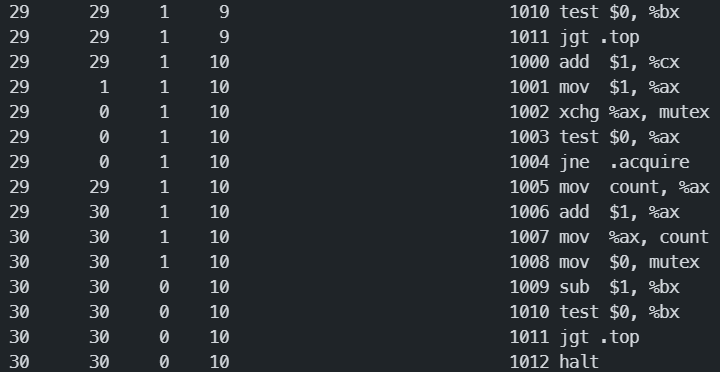 29 29 1 9 1010 test $0, %bx
29 29 1 9 1011 jgt .top
29 29 1 10 1000 add $1, %cx
29 1 1 10 1001 mov $1, %ax
29 0 1 10 1002 xchg %ax, mutex
29 0 1 10 1003 test $0, %ax
29 0 1 10 1004 jne .acquire
29 29 1 10 1005 mov count, %ax
29 30 1 10 1006 add $1, %ax
30 30 1 10 1007 mov %ax, count
30 30 1 10 1008 mov $0, mutex
30 30 0 10 1009 sub $1, %bx
30 30 0 10 1010 test $0, %bx
30 30 0 10 1011 jgt .top
30 30 0 10 1012 halt